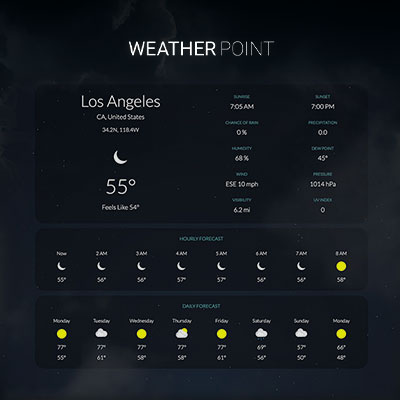 WEATHER POINT
Los Angeles
CA, United States
34.2N, 118.4W
55°
Feels Like 54°
SUNRISE SUNSET
7:05 AM 7:00 PM
CHANCE OF RAIN PRECIPITATION
0 % 0.0
HUMIDITY DEW POINT
68 % 45°
WIND PRESSURE
ESE 10 mph 1014 hPa
VISIBILITY UV INDEX
6.2 mi 0
HOURLY FORECAST
Now 2 AM 3 AM 4 AM 5 AM 6 AM 7 AM 8 AM
55° 56° 56° 57° 57° 56° 56° 58°
DAILY FORECAST
Monday Tuesday Wednesday Thursday Friday Saturday Sunday Monday
77° 77° 77° 77° 77° 69° 57° 66°
55° 61° 58° 58° 61° 56° 50° 48°